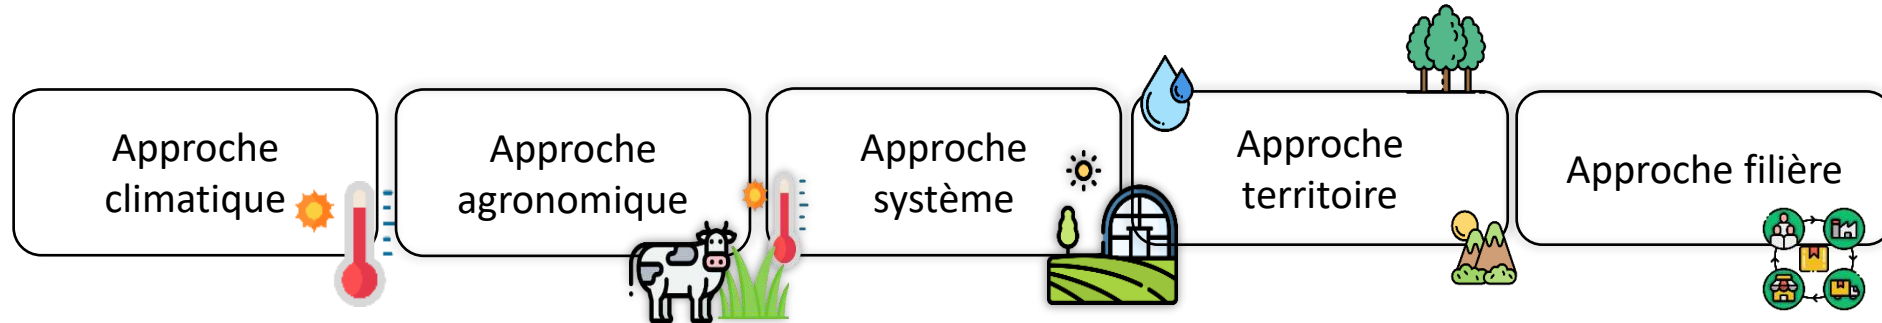 Approche
climatique
Approche
agronomique
Approche
système
Approche
territoire
Approche filière